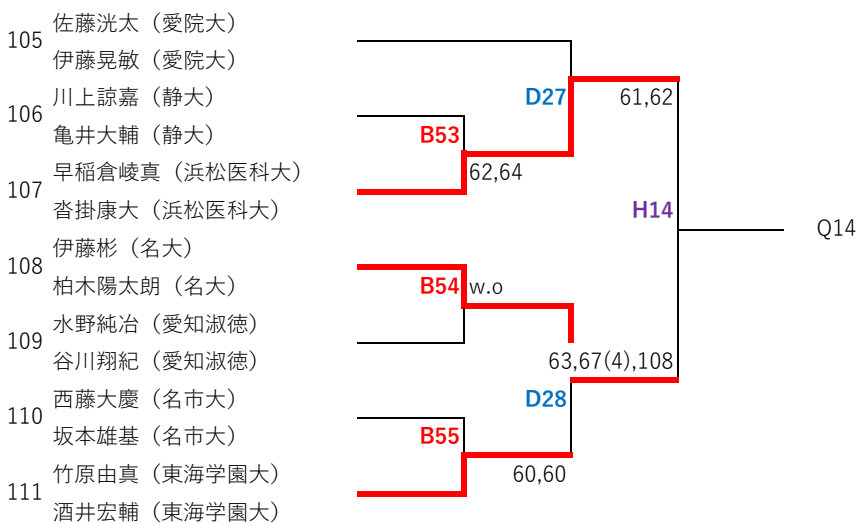 佐藤洸太（愛院大）
105
伊藤晃敏（愛院大）
川上諒嘉（静大）
106
亀井大輔（静大）
早稲倉崚真（浜松医科大）
107
沓掛康大（浜松医科大）
伊藤彬（名大）
108
柏木陽太朗（名大）
水野純冶（愛知淑徳）
109
谷川翔紀（愛知淑徳）
西藤大慶（名市大）
110
坂本雄基（名市大）
竹原由真（東海学園大）
111
酒井宏輔（東海学園大）
B53
62,64
B54
w.o
B55
60,60
D27
61,62
D28
63,67(4),108
H14
Q14